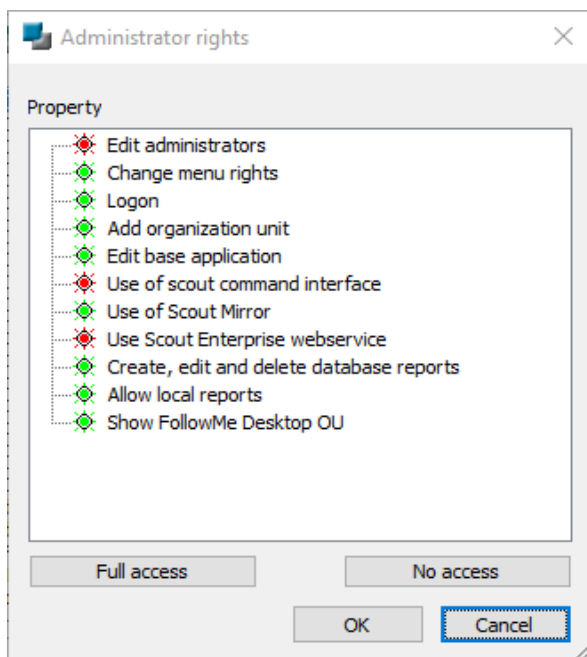 Administrator rights
Property
Edit administrators
Change menu rights
Logon
Add organization unit
Edit base application
Use of scout command interface
Use of Scout Mirror
Use Scout Enterprise webservice
Create, edit and delete database reports
Allow local reports
Show FollowMe Desktop OU
Full access
No access
OK
Cancel